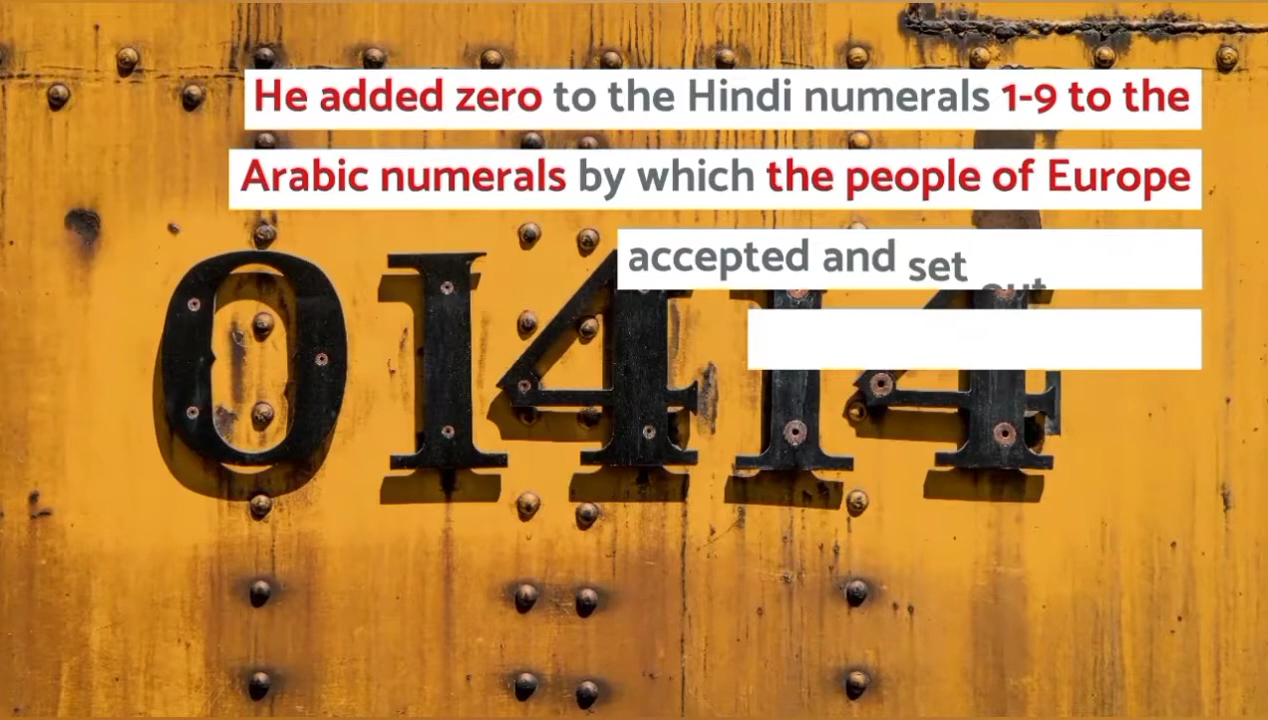 He added zero to the Hindi numerals 1-9 to the
Arabic numerals by which the people of Europe
accepted and set
01414